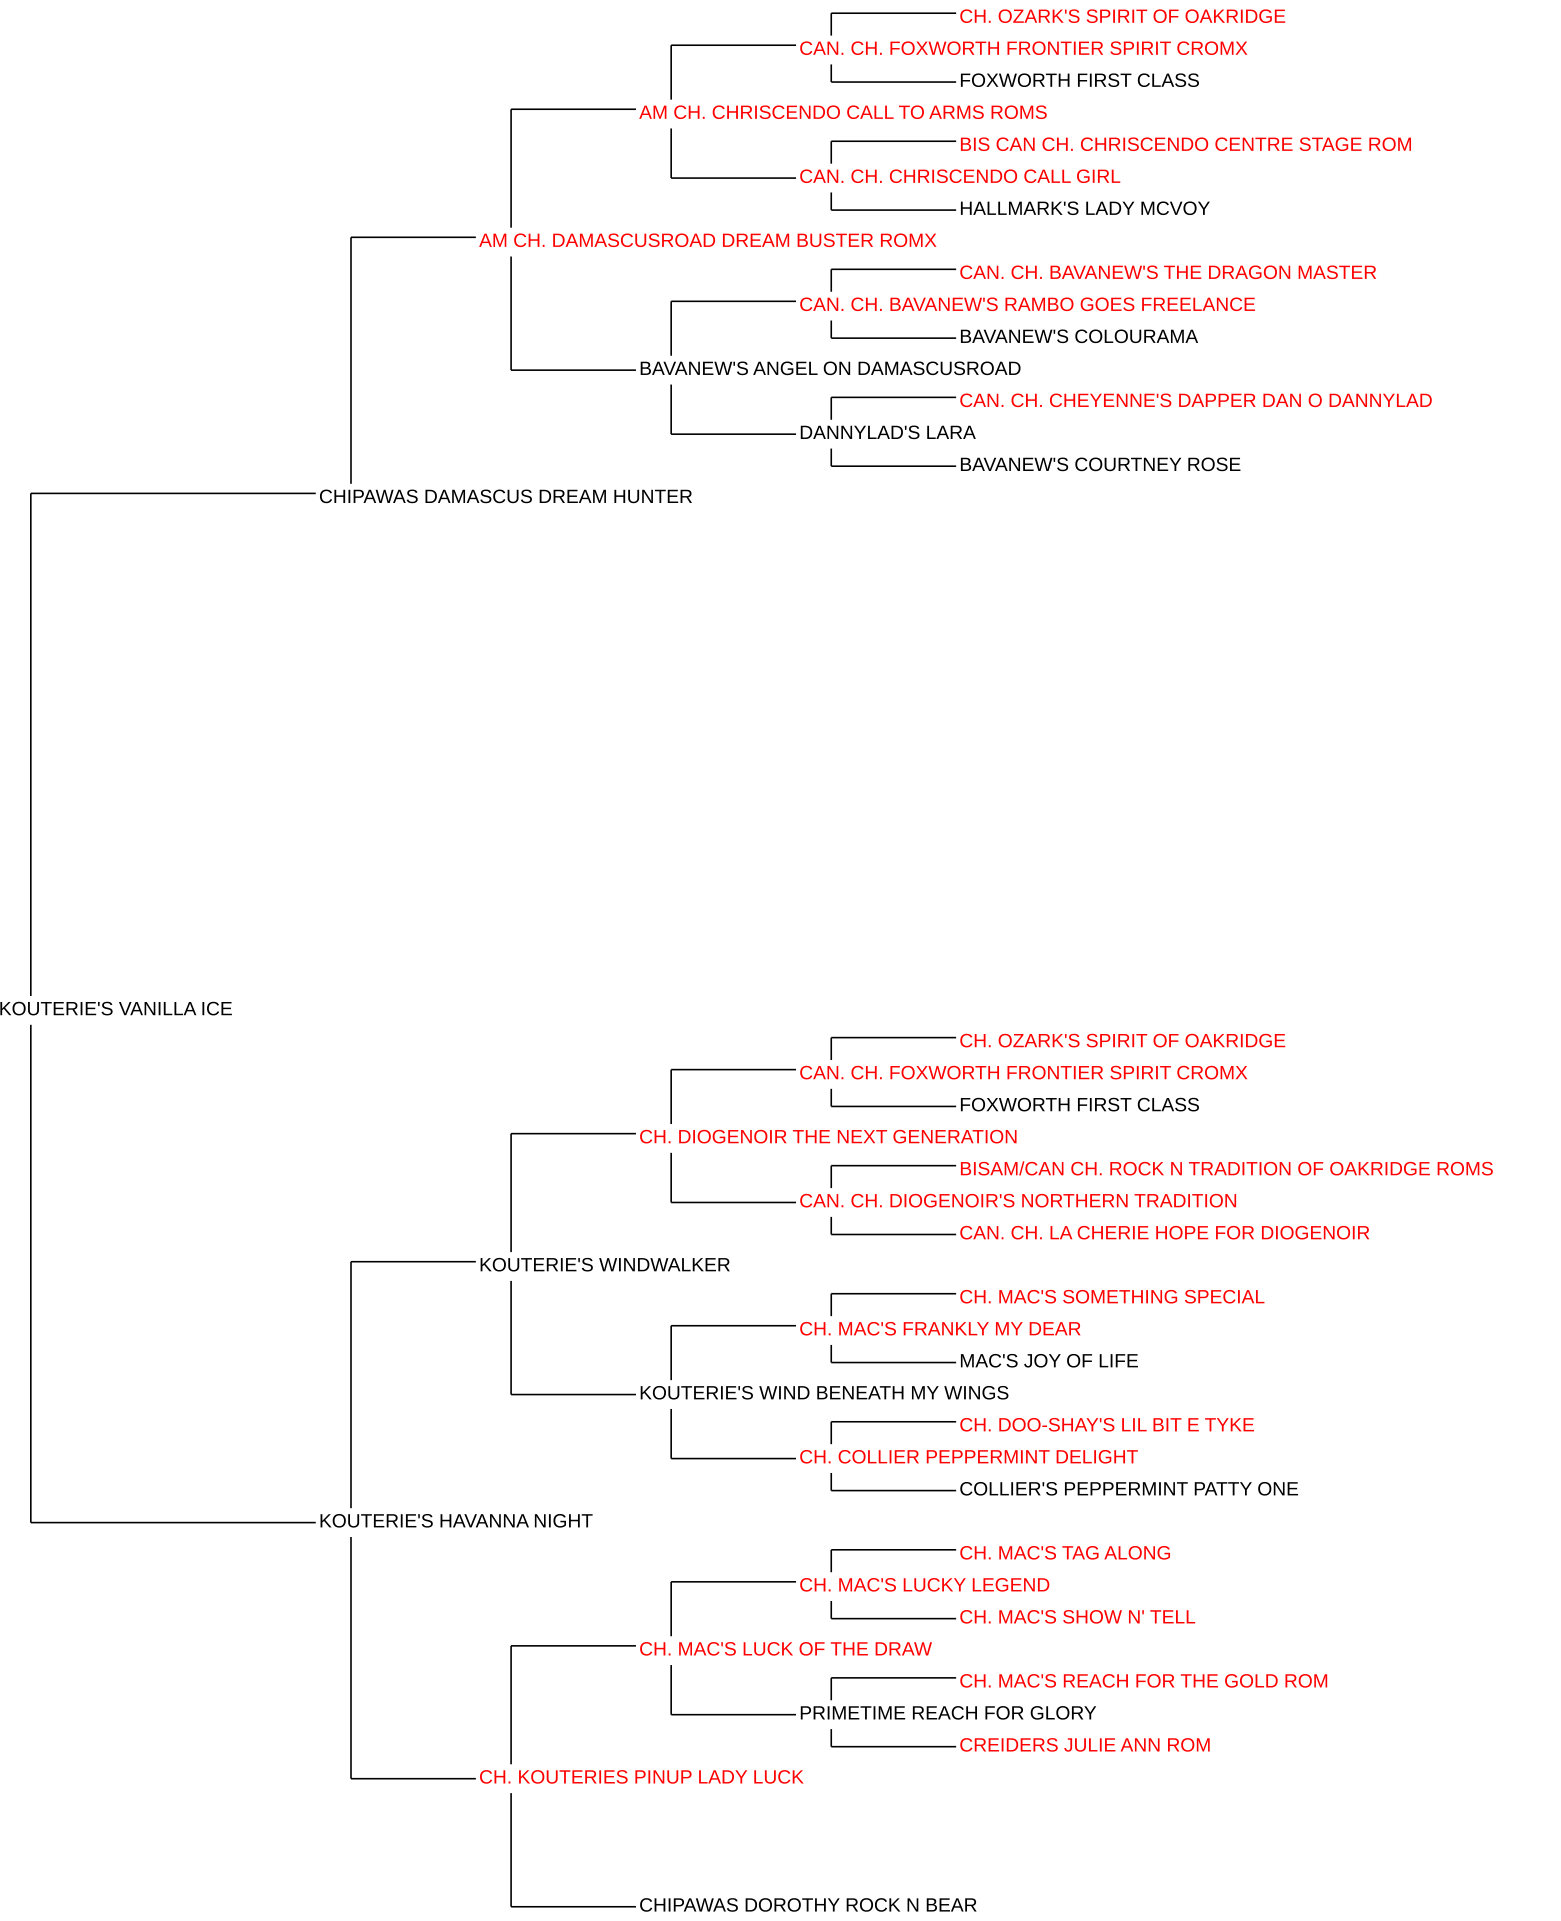 CH. OZARK'S SPIRIT OF OAKRIDGE
CAN. CH. FOXWORTH FRONTIER SPIRIT CROMX
FOXWORTH FIRST CLASS
AM CH. CHRISCENDO CALL TO ARMS ROMS
BIS CAN CH. CHRISCENDO CENTRE STAGE ROM
CAN. CH. CHRISCENDO CALL GIRL
HALLMARK'S LADY MCVOY
AM CH. DAMASCUSROAD DREAM BUSTER ROMX
CAN. CH. BAVANEW'S THE DRAGON MASTER
CAN. CH. BAVANEW'S RAMBO GOES FREELANCE
BAVANEW'S COLOURAMA
BAVANEW'S ANGEL ON DAMASCUSROAD
CAN. CH. CHEYENNE'S DAPPER DAN O DANNYLAD
DANNYLAD'S LARA
BAVANEW'S COURTNEY ROSE
CHIPAWAS DAMASCUS DREAM HUNTER
KOUTERIE'S VANILLA ICE
CH. OZARK'S SPIRIT OF OAKRIDGE
CAN. CH. FOXWORTH FRONTIER SPIRIT CROMX
FOXWORTH FIRST CLASS
CH. DIOGENOIR THE NEXT GENERATION
BISAM/CAN CH. ROCK N TRADITION OF OAKRIDGE ROMS
CAN. CH. DIOGENOIR'S NORTHERN TRADITION
CAN. CH. LA CHERIE HOPE FOR DIOGENOIR
KOUTERIE'S WINDWALKER
CH. MAC'S SOMETHING SPECIAL
CH. MAC'S FRANKLY MY DEAR
MAC'S JOY OF LIFE
KOUTERIE'S WIND BENEATH MY WINGS
CH. DOO-SHAY'S LIL BIT E TYKE
CH. COLLIER PEPPERMINT DELIGHT
COLLIER'S PEPPERMINT PATTY ONE
KOUTERIE'S HAVANNA NIGHT
CH. MAC'S TAG ALONG
CH. MAC'S LUCKY LEGEND
CH. MAC'S SHOW N' TELL
CH. MAC'S LUCK OF THE DRAW
CH. MAC'S REACH FOR THE GOLD ROM
PRIMETIME REACH FOR GLORY
CREIDERS JULIE ANN ROM
CH. KOUTERIES PINUP LADY LUCK
CHIPAWAS DOROTHY ROCK N BEAR